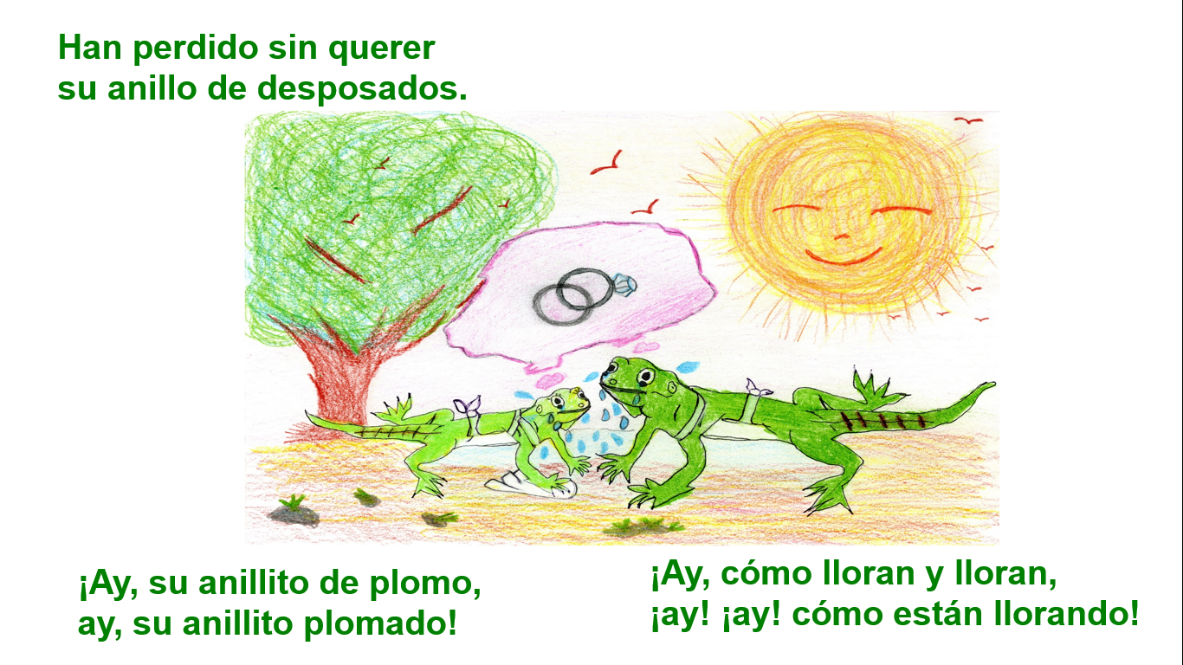 Han perdido sin querer
su anillo de desposados.
¡Ay, su anillito de plomo,
ay, su anillito plomado!
¡Ay, cómo lloran y lloran,
¡ay! ¡ay! cómo están llorando!